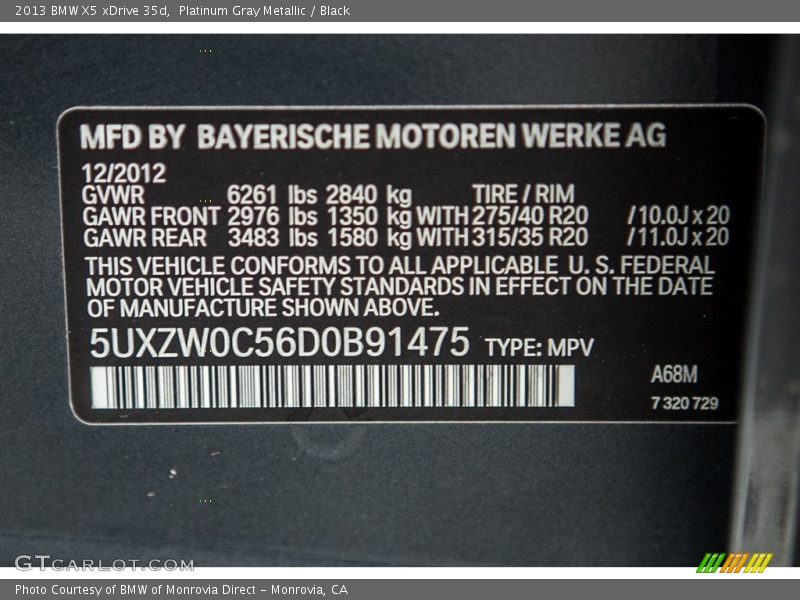 2013 BMW X5 xDrive 35d, Platinum Gray Metallic / Black
MFD BY BAYERISCHE MOTOREN WERKE AG
12/2012
GVWR 6261 lbs 2840 kg TIRE / RIM
GAWR FRONT 2976 lbs 1350 kg WITH 275/40 R20 /10.0J x 20
GAWR REAR 3483 lbs 1580 kg WITH 315/35 R20 /11.0J x 20
THIS VEHICLE CONFORMS TO ALL APPLICABLE U.S. FEDERAL
MOTOR VEHICLE SAFETY STANDARDS IN EFFECT ON THE DATE
OF MANUFACTURE SHOWN ABOVE.
5UXZW0C56D0B91475 TYPE: MPV
A68M
7 320 729
GTCARLOT.COM
Photo Courtesy of BMW of Monrovia Direct - Monrovia, CA